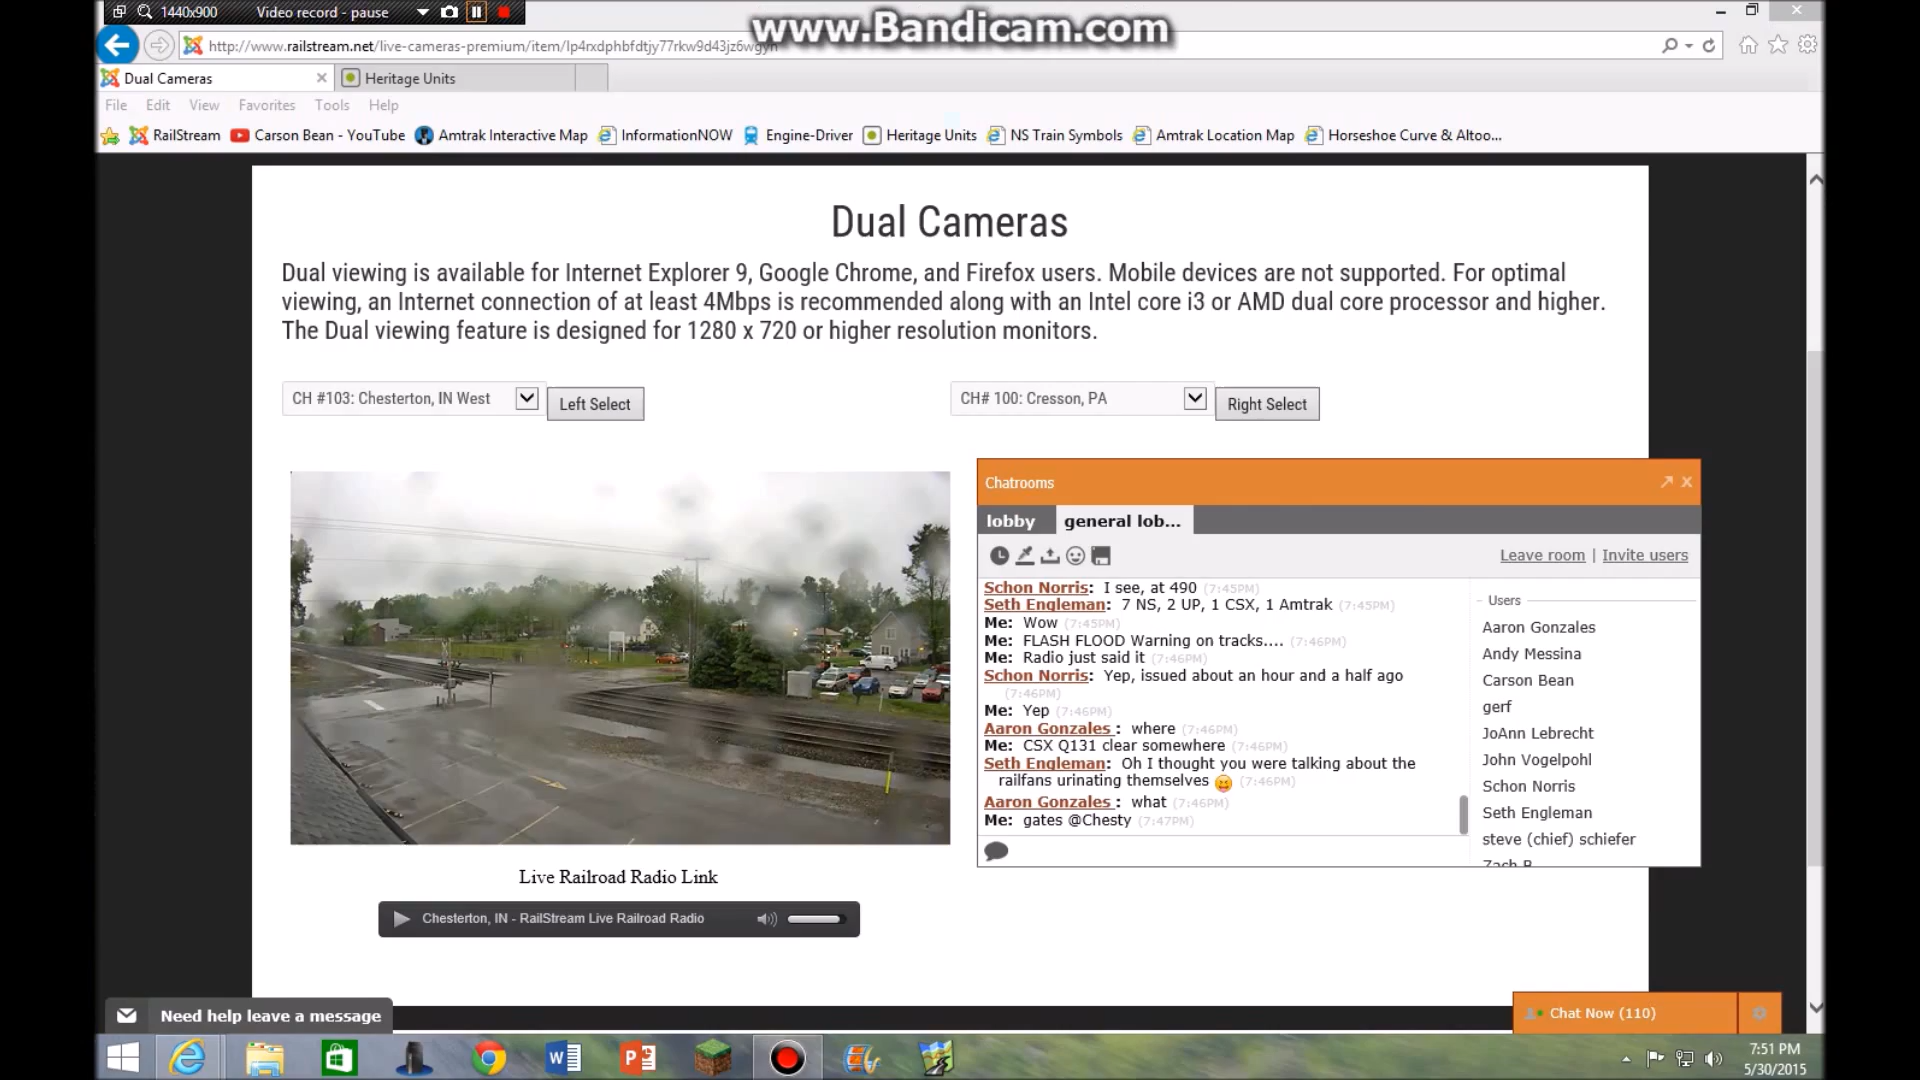 1440x900 Video record - pause
www.Bandicam.com
http://www.railstream.net/live-cameras-premium/item/lp4rxdphbfdtjy77rkw9d43jz6wgyn
Dual Cameras
Heritage Units
File Edit View Favorites Tools Help
RailStream Carson Bean - YouTube Amtrak Interactive Map InformationNOW Engine-Driver Heritage Units NS Train Symbols Amtrak Location Map Horseshoe Curve & Altoo...
Dual Cameras
Dual viewing is available for Internet Explorer 9, Google Chrome, and Firefox users. Mobile devices are not supported. For optimal
viewing, an Internet connection of at least 4Mbps is recommended along with an Intel core i3 or AMD dual core processor and higher.
The Dual viewing feature is designed for 1280 x 720 or higher resolution monitors.
CH #103: Chesterton, IN West
Left Select
CH# 100: Cresson, PA
Right Select
Chatrooms
lobby
general lob...
Leave room | Invite users
Schon Norris: I see, at 490 (7:45PM)
Seth Engleman: 7 NS, 2 UP, 1 CSX, 1 Amtrak (7:45PM)
Me: Wow (7:45PM)
Me: FLASH FLOOD Warning on tracks.... (7:46PM)
Me: Radio just said it (7:46PM)
Schon Norris: Yep, issued about an hour and a half ago
(7:46PM)
Me: Yep (7:46PM)
Aaron Gonzales : where (7:46PM)
Me: CSX Q131 clear somewhere (7:46PM)
Seth Engleman: Oh I thought you were talking about the
railfans urinating themselves (7:46PM)
Aaron Gonzales : what (7:46PM)
Me: gates @Chesty (7:47PM)
Users
Aaron Gonzales
Andy Messina
Carson Bean
gerf
JoAnn Lebrecht
John Vogelpohl
Schon Norris
Seth Engleman
steve (chief) schiefer
Zach B
Live Railroad Radio Link
Chesterton, IN - RailStream Live Railroad Radio
Need help leave a message
Chat Now (110)
7:51 PM
5/30/2015